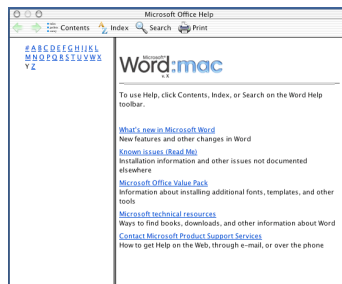 Microsoft Office Help
Contents Index Search Print
# A B C D E F G H I J K L
M N O P Q R S T U V W X
Y Z
Microsoft
Word:mac
v. X
To use Help, click Contents, Index, or Search on the Word Help
toolbar.
What's new in Microsoft Word
New features and other changes in Word
Known issues (Read Me)
Installation information and other issues not documented
elsewhere
Microsoft Office Value Pack
Information about installing additional fonts, templates, and other
tools
Microsoft technical resources
Ways to find books, downloads, and other information about Word
Contact Microsoft Product Support Services
How to get Help on the Web, through e-mail, or over the phone